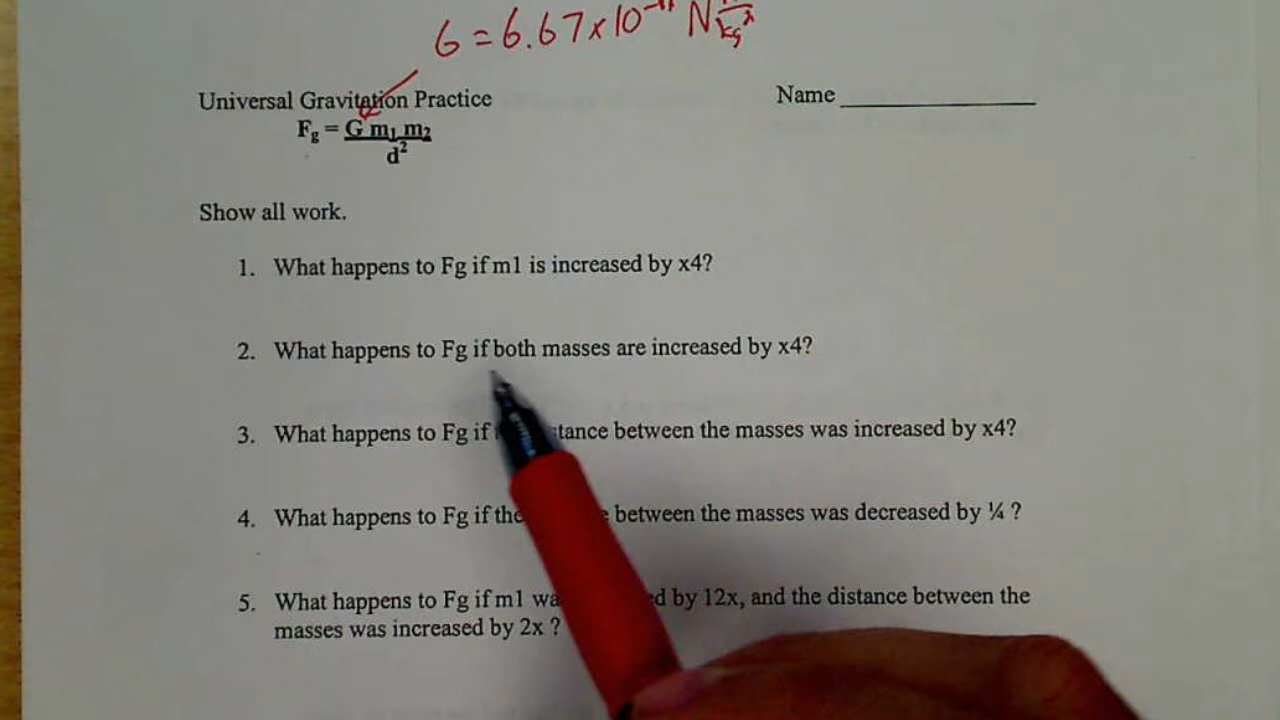 G = 6.67 x 10⁻¹¹ N /kg²
Universal Gravitation Practice Name
Fg = G m1 m2
d²
Show all work.
1. What happens to Fg if m1 is increased by x4?
2. What happens to Fg if both masses are increased by x4?
3. What happens to Fg if tance between the masses was increased by x4?
4. What happens to Fg if the between the masses was decreased by ¼ ?
5. What happens to Fg if m1 wa d by 12x, and the distance between the
masses was increased by 2x ?